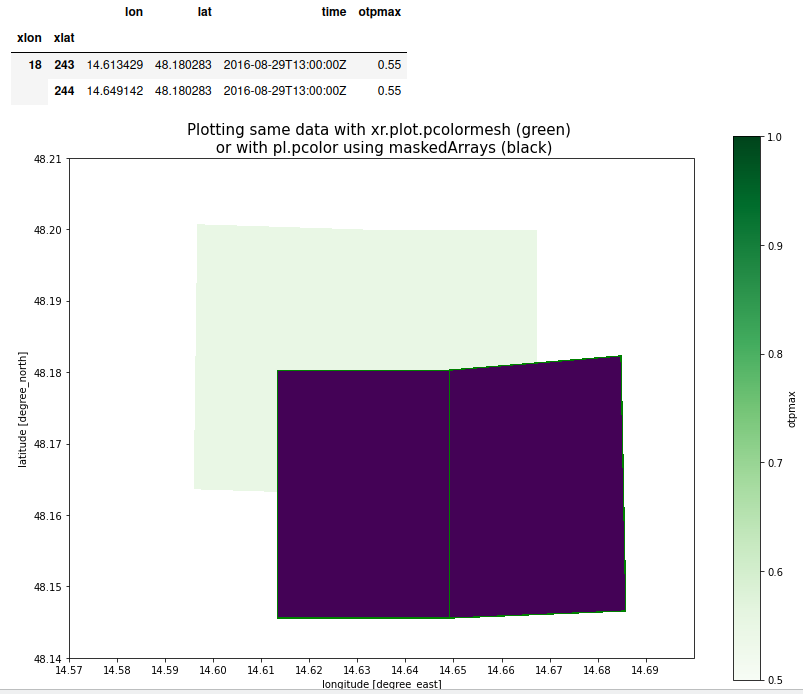 lon lat time otpmax
xlon xlat
18 243 14.613429 48.180283 2016-08-29T13:00:00Z 0.55
244 14.649142 48.180283 2016-08-29T13:00:00Z 0.55
Plotting same data with xr.plot.pcolormesh (green)
or with pl.pcolor using maskedArrays (black)
48.21
48.20
48.19
48.18
48.17
48.16
48.15
48.14
latitude [degree_north]
14.57 14.58 14.59 14.60 14.61 14.62 14.63 14.64 14.65 14.66 14.67 14.68 14.69
longitude [degree_east]
1.0
0.9
0.8
0.7
0.6
0.5
otpmax